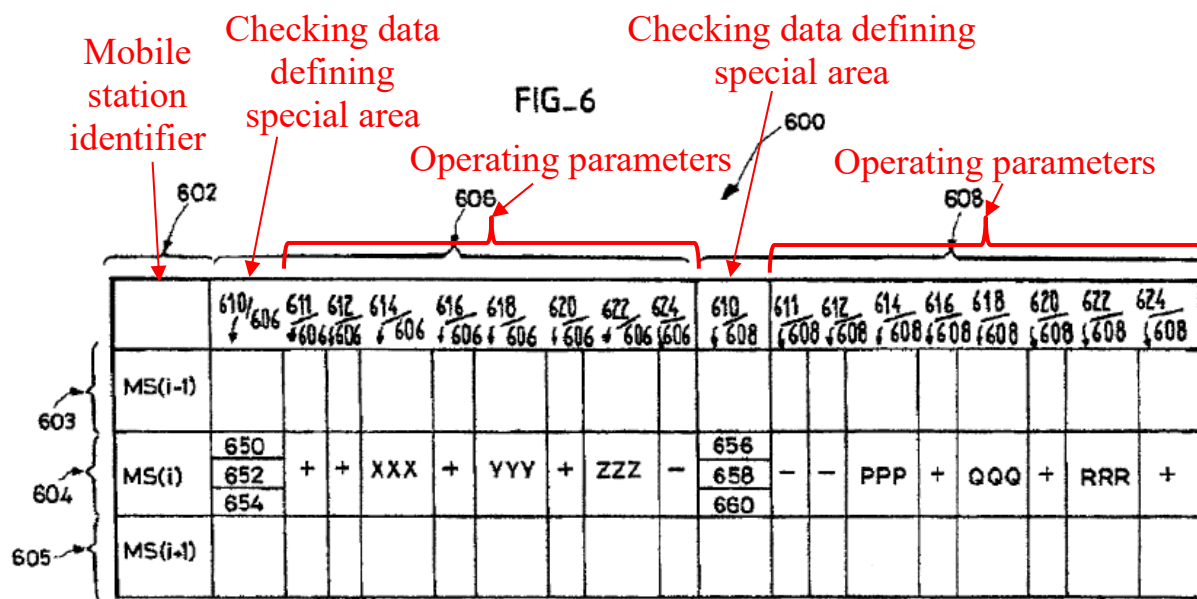 Mobile
station
identifier
Checking data
defining
special area
FIG_6
Checking data defining
special area
600
Operating parameters
Operating parameters
602
606
608
610/606 611/606 612/606 614/606 616/606 618/606 620/606 622/606 624/606 610/608 611/608 612/608 614/608 616/608 618/608 620/608 622/608 624/608
603 MS(i-1)
604 MS(i) 650 652 654 + + XXX + YYY + ZZZ - 656 658 660 - - PPP + QQQ + RRR +
605 MS(i+1)